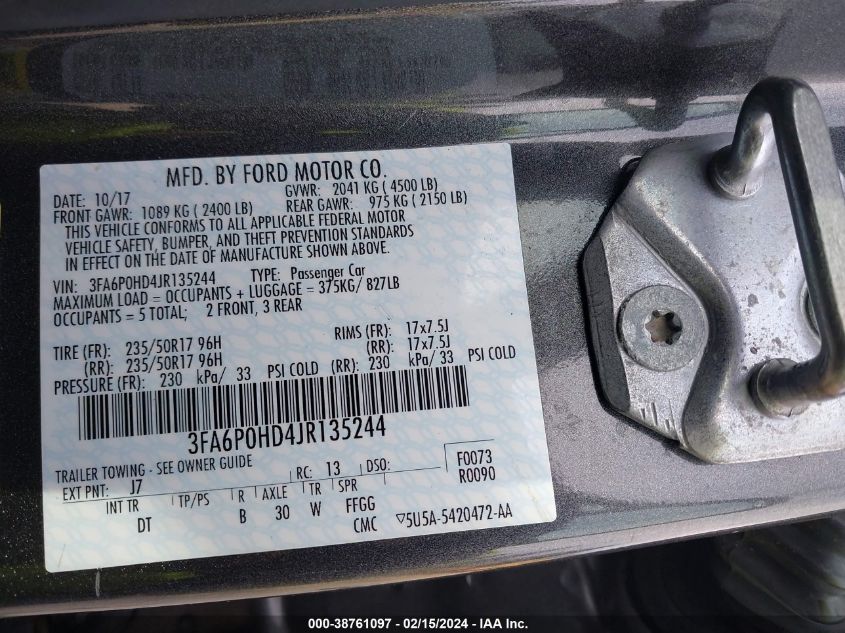 MFD. BY FORD MOTOR CO.
DATE: 10/17 GVWR: 2041 KG ( 4500 LB)
FRONT GAWR: 1089 KG ( 2400 LB) REAR GAWR: 975 KG ( 2150 LB)
THIS VEHICLE CONFORMS TO ALL APPLICABLE FEDERAL MOTOR
VEHICLE SAFETY, BUMPER, AND THEFT PREVENTION STANDARDS
IN EFFECT ON THE DATE OF MANUFACTURE SHOWN ABOVE.
VIN: 3FA6P0HD4JR135244 TYPE: Passenger Car
MAXIMUM LOAD = OCCUPANTS + LUGGAGE = 375KG/ 827LB
OCCUPANTS = 5 TOTAL; 2 FRONT, 3 REAR
TIRE (FR): 235/50R17 96H RIMS (FR): 17x7.5J
(RR): 235/50R17 96H (RR): 17x7.5J
PRESSURE (FR): 230 kPa/ 33 PSI COLD (RR): 230 kPa/ 33 PSI COLD
3FA6P0HD4JR135244
TRAILER TOWING - SEE OWNER GUIDE
EXT PNT: J7 RC: 13 DSO: F0073
R0090
INT TR TP/PS R AXLE TR SPR
DT B 30 W FFGG
CMC ▽5U5A-5420472-AA
000-38761097 - 02/15/2024 - IAA Inc.